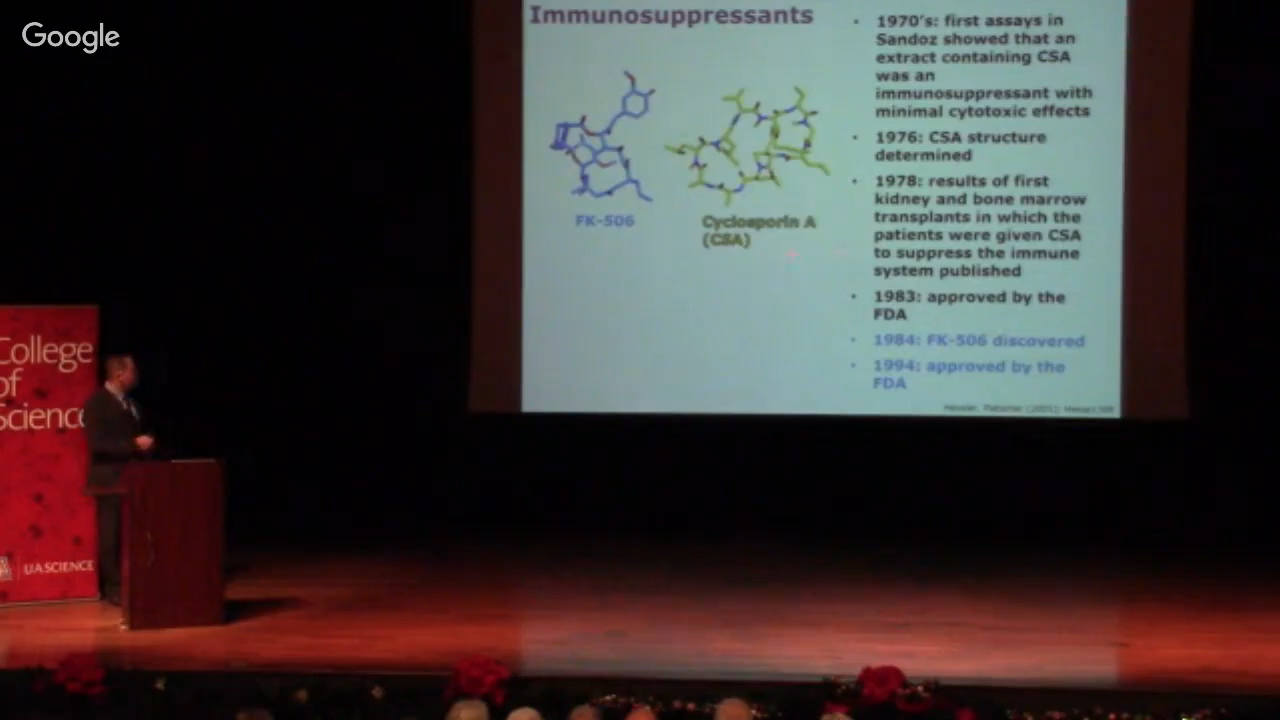 Google
Immunosuppressants
FK-506
Cyclosporin A
(CSA)
• 1970's: first assays in
Sandoz showed that an
extract containing CSA
was an
immunosuppressant with
minimal cytotoxic effects
• 1976: CSA structure
determined
• 1978: results of first
kidney and bone marrow
transplants in which the
patients were given CSA
to suppress the immune
system published
• 1983: approved by the
FDA
• 1984: FK-506 discovered
• 1994: approved by the
FDA
College
of
Science
UA SCIENCE